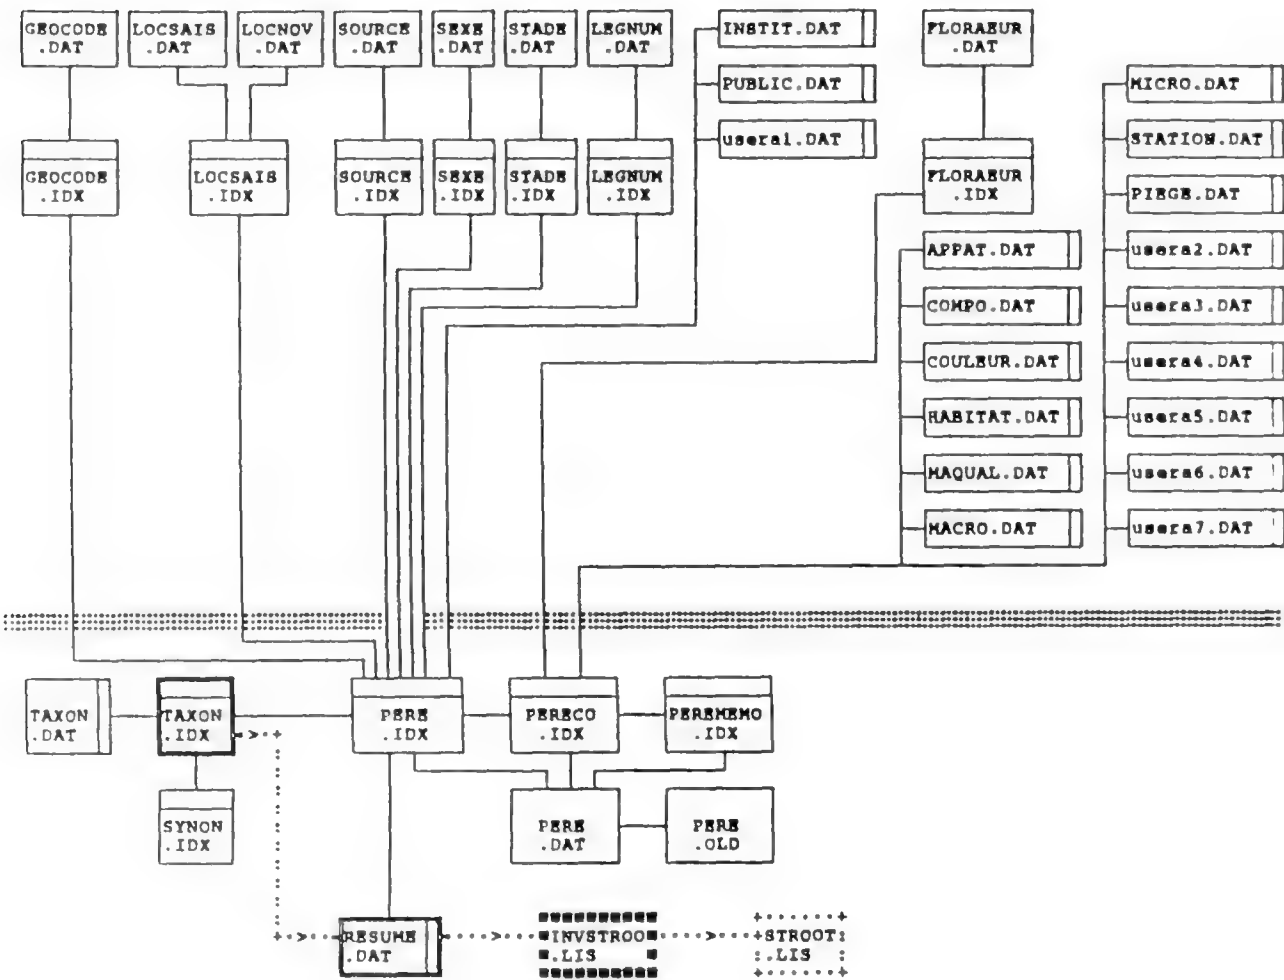 GEOCODE
.DAT
LOCSAIS
.DAT
LOCNOV
.DAT
SOURCE
.DAT
SEXE
.DAT
STADE
.DAT
LEGNUM
.DAT
INSTIT.DAT
PUBLIC.DAT
usera1.DAT
FLORAEUR
.DAT
MICRO.DAT
STATION.DAT
PIEGE.DAT
usera2.DAT
usera3.DAT
usera4.DAT
usera5.DAT
usera6.DAT
usera7.DAT
GEOCODE
.IDX
LOCSAIS
.IDX
SOURCE
.IDX
SEXE
.IDX
STADE
.IDX
LEGNUM
.IDX
FLORAEUR
.IDX
APPAT.DAT
COMPO.DAT
COULEUR.DAT
HABITAT.DAT
MAQUAL.DAT
MACRO.DAT
TAXON
.DAT
TAXON
.IDX
PERE
.IDX
PERECO
.IDX
PEREMEMO
.IDX
SYNON
.IDX
PERE
.DAT
PERE
.OLD
RESUME
.DAT
INVSTROO
.LIS
STROOT
.LIS